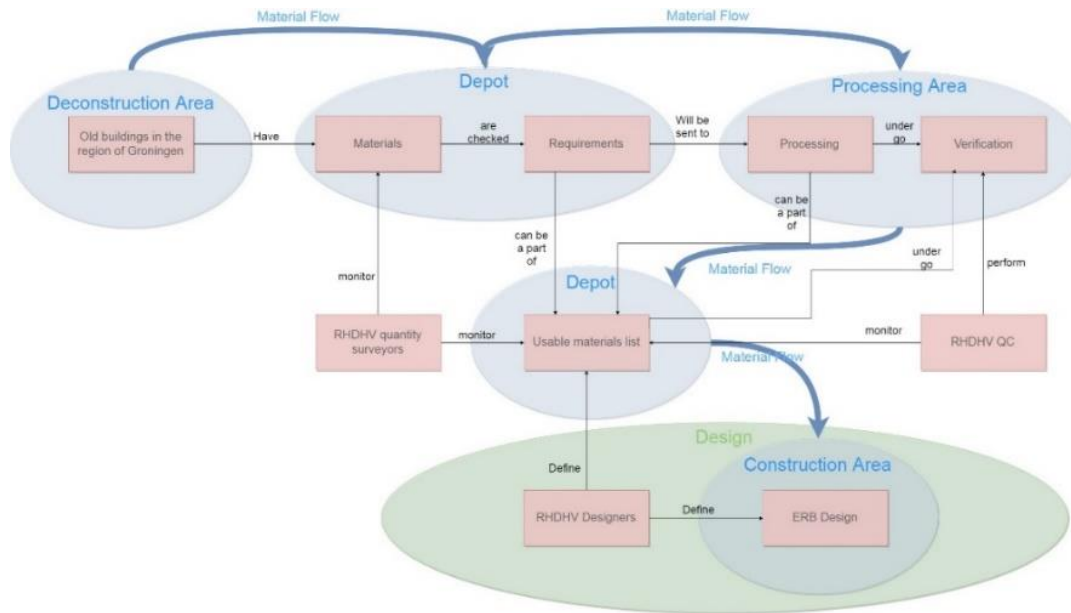 Material Flow
Material Flow
Deconstruction Area
Depot
Processing Area
Old buildings in the
region of Groningen
Have
Materials
are
checked
Requirements
Will be
sent to
Processing
under
go
Verification
can be
a part
of
can be
a part
of
Material Flow
under
go
perform
monitor
Depot
RHDHV quantity
surveyors
monitor
Usable materials list
monitor
RHDHV QC
Material Flow
Design
Construction Area
Define
RHDHV Designers
Define
ERB Design